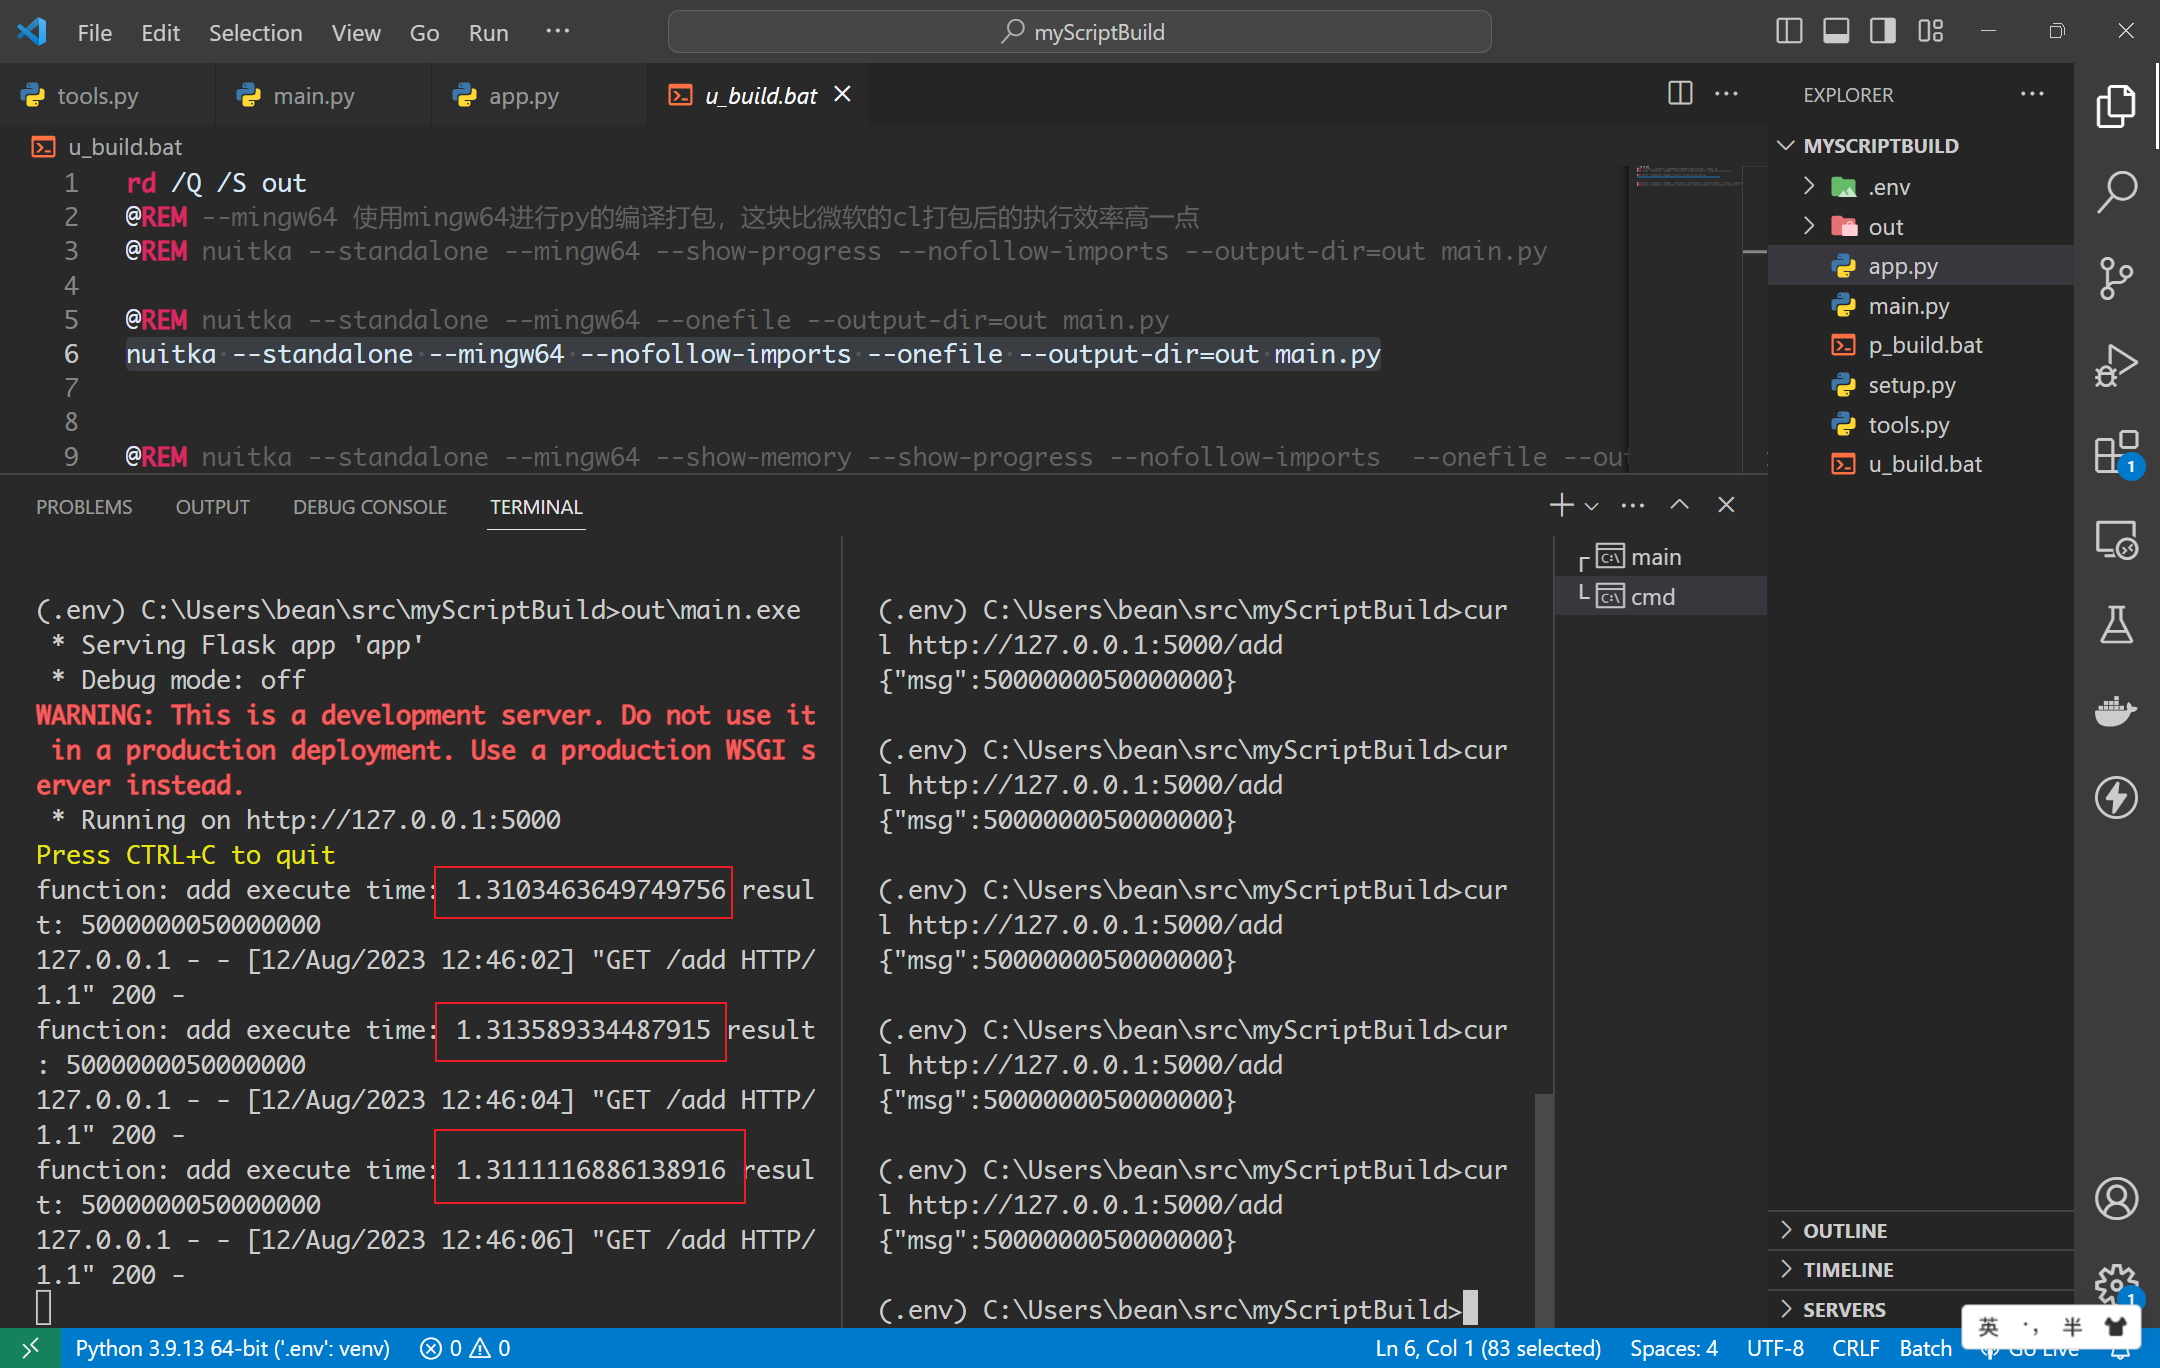 File Edit Selection View Go Run ··· myScriptBuild
tools.py main.py app.py u_build.bat
u_build.bat
1 rd /Q /S out
2 @REM --mingw64 使用mingw64进行py的编译打包，这块比微软的cl打包后的执行效率高一点
3 @REM nuitka --standalone --mingw64 --show-progress --nofollow-imports --output-dir=out main.py
4
5 @REM nuitka --standalone --mingw64 --onefile --output-dir=out main.py
6 nuitka --standalone --mingw64 --nofollow-imports --onefile --output-dir=out main.py
7
8
9 @REM nuitka --standalone --mingw64 --show-memory --show-progress --nofollow-imports  --onefile --ou
PROBLEMS OUTPUT DEBUG CONSOLE TERMINAL
(.env) C:\Users\bean\src\myScriptBuild>out\main.exe
* Serving Flask app 'app'
* Debug mode: off
WARNING: This is a development server. Do not use it
in a production deployment. Use a production WSGI s
erver instead.
* Running on http://127.0.0.1:5000
Press CTRL+C to quit
function: add execute time: 1.3103463649749756 resul
t: 5000000050000000
127.0.0.1 - - [12/Aug/2023 12:46:02] "GET /add HTTP/
1.1" 200 -
function: add execute time: 1.313589334487915 result
: 5000000050000000
127.0.0.1 - - [12/Aug/2023 12:46:04] "GET /add HTTP/
1.1" 200 -
function: add execute time: 1.3111116886138916 resul
t: 5000000050000000
127.0.0.1 - - [12/Aug/2023 12:46:06] "GET /add HTTP/
1.1" 200 -
(.env) C:\Users\bean\src\myScriptBuild>cur
l http://127.0.0.1:5000/add
{"msg":5000000050000000}
(.env) C:\Users\bean\src\myScriptBuild>cur
l http://127.0.0.1:5000/add
{"msg":5000000050000000}
(.env) C:\Users\bean\src\myScriptBuild>cur
l http://127.0.0.1:5000/add
{"msg":5000000050000000}
(.env) C:\Users\bean\src\myScriptBuild>cur
l http://127.0.0.1:5000/add
{"msg":5000000050000000}
(.env) C:\Users\bean\src\myScriptBuild>cur
l http://127.0.0.1:5000/add
{"msg":5000000050000000}
(.env) C:\Users\bean\src\myScriptBuild>
main
cmd
EXPLORER
MYSCRIPTBUILD
.env
out
app.py
main.py
p_build.bat
setup.py
tools.py
u_build.bat
OUTLINE
TIMELINE
SERVERS
1
1
英 ·, 半
Python 3.9.13 64-bit ('.env': venv) 0 0 Ln 6, Col 1 (83 selected) Spaces: 4 UTF-8 CRLF Batch Go Live